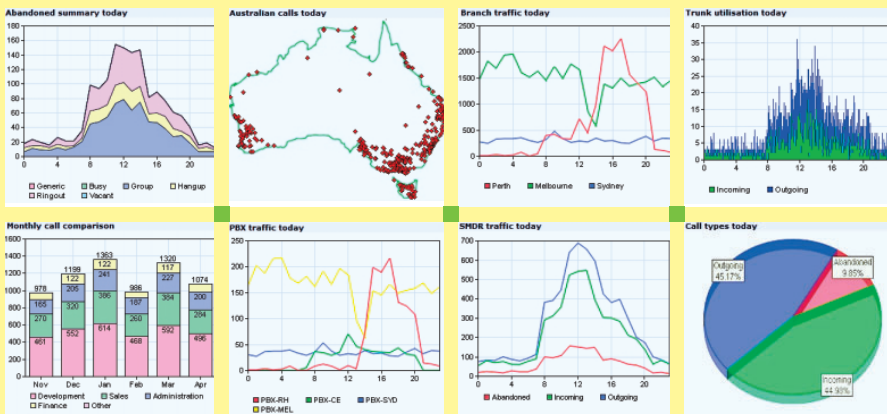 Abandoned summary today
180
160
140
120
100
80
60
40
20
0
0 4 8 12 16 20
Generic Busy Group Hangup
Ringout Vacant
Australian calls today
Branch traffic today
2500
2000
1500
1000
500
0
0 4 8 12 16 20
Perth Melbourne Sydney
Trunk utilisation today
40
35
30
25
20
15
10
5
0
0 4 8 12 16 20
Incoming Outgoing
Monthly call comparison
1600
1400
1200
1000
800
600
400
200
0
978 1199 1363 986 1320 1074
122 122 117
165 205 241 187 227 200
270 320 386 260 384 284
461 552 614 468 592 496
Nov Dec Jan Feb Mar Apr
Development Sales Administration
Finance Other
PBX traffic today
250
200
150
100
50
0
0 4 8 12 16 20
PBX-RH PBX-CE PBX-SYD
PBX-MEL
SMDR traffic today
700
600
500
400
300
200
100
0
0 4 8 12 16 20
Abandoned Incoming Outgoing
Call types today
Outgoing
45.17%
Abandoned
9.85%
Incoming
44.98%